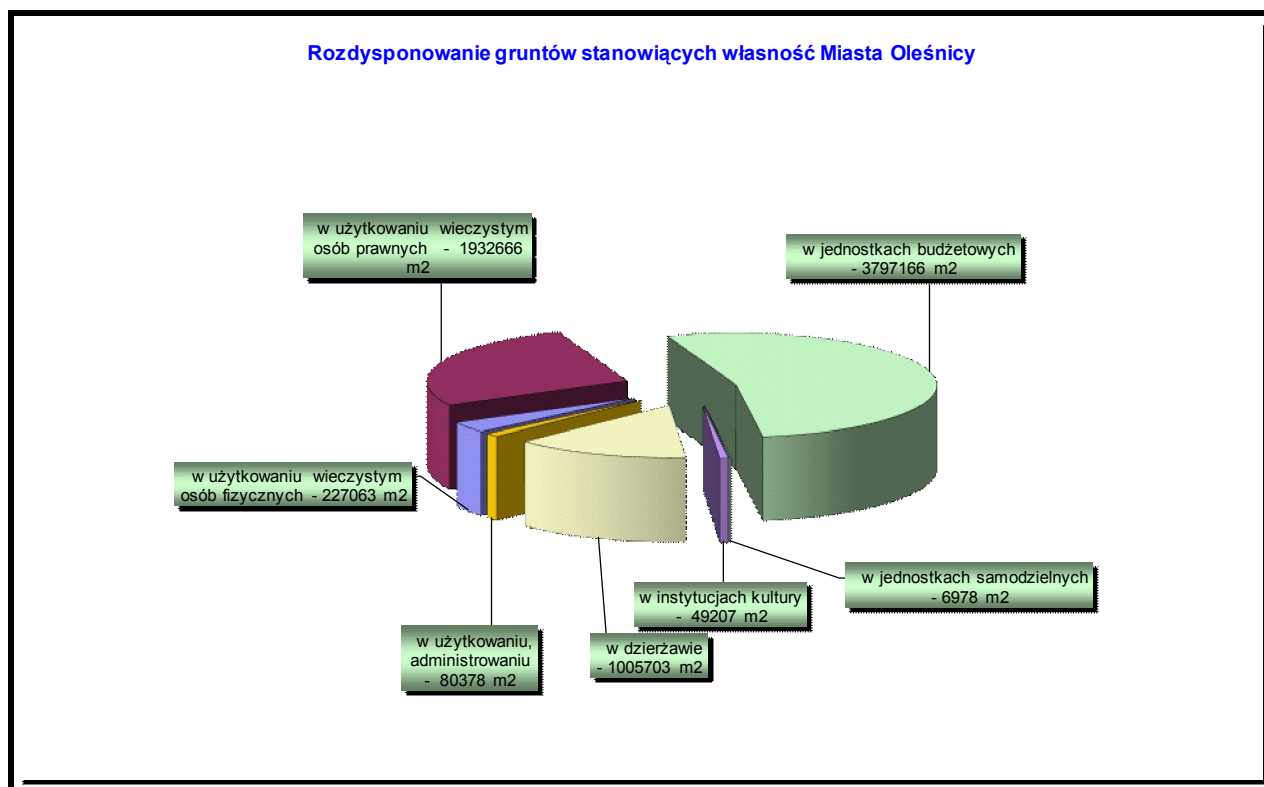 Rozdysponowanie gruntów stanowiących własność Miasta Oleśnicy
w użytkowaniu wieczystym
osób prawnych - 1932666
m2
w jednostkach budżetowych
- 3797166 m2
w użytkowaniu wieczystym
osób fizycznych - 227063 m2
w jednostkach samodzielnych
- 6978 m2
w instytucjach kultury
- 49207 m2
w użytkowaniu,
administrowaniu
- 80378 m2
w dzierżawie
- 1005703 m2